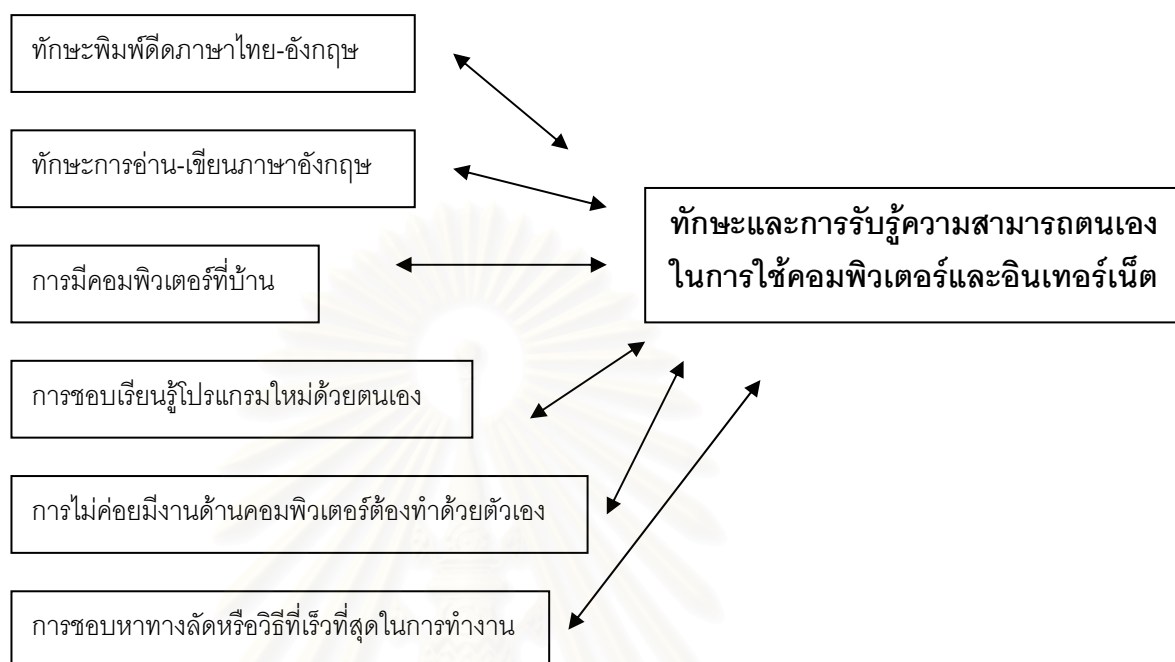 ทักษะพิมพ์ดีดภาษาไทย-อังกฤษ
ทักษะการอ่าน-เขียนภาษาอังกฤษ
การมีคอมพิวเตอร์ที่บ้าน
การชอบเรียนรู้โปรแกรมใหม่ด้วยตนเอง
การไม่ค่อยมีงานด้านคอมพิวเตอร์ต้องทำด้วยตัวเอง
การชอบหาทางลัดหรือวิธีที่เร็วที่สุดในการทำงาน
ทักษะและการรับรู้ความสามารถตนเอง
ในการใช้คอมพิวเตอร์และอินเทอร์เน็ต